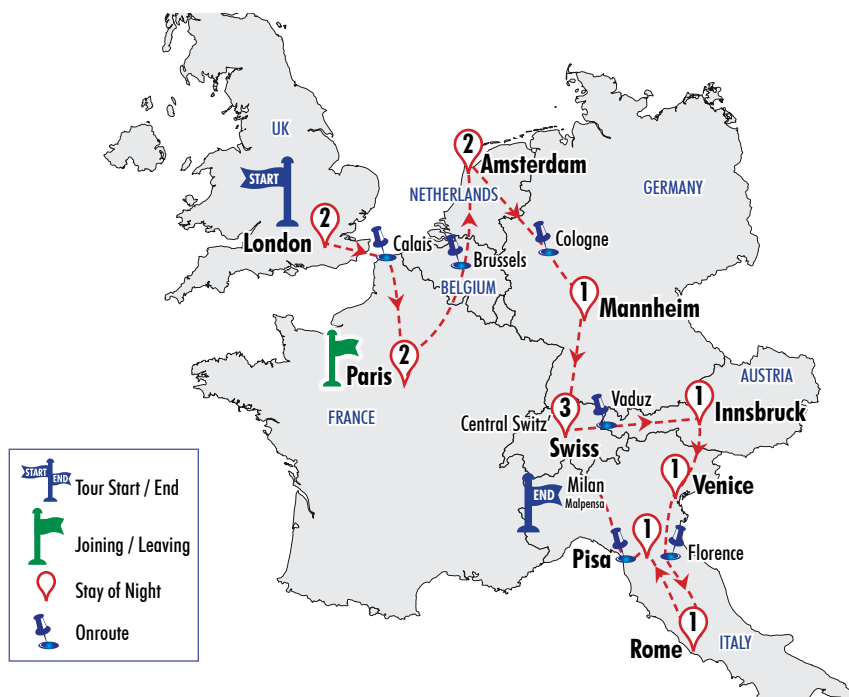 UK
START
2
London
Calais
2
Amsterdam
NETHERLANDS
GERMANY
Cologne
Brussels
BELGIUM
1
Mannheim
2
Paris
FRANCE
AUSTRIA
3
Vaduz
1
Innsbruck
Central Switz'
Swiss
1
Venice
END
Milan
Malpensa
1
Pisa
Florence
1
Rome
ITALY
START
END
Tour Start / End
Joining / Leaving
Stay of Night
Onroute